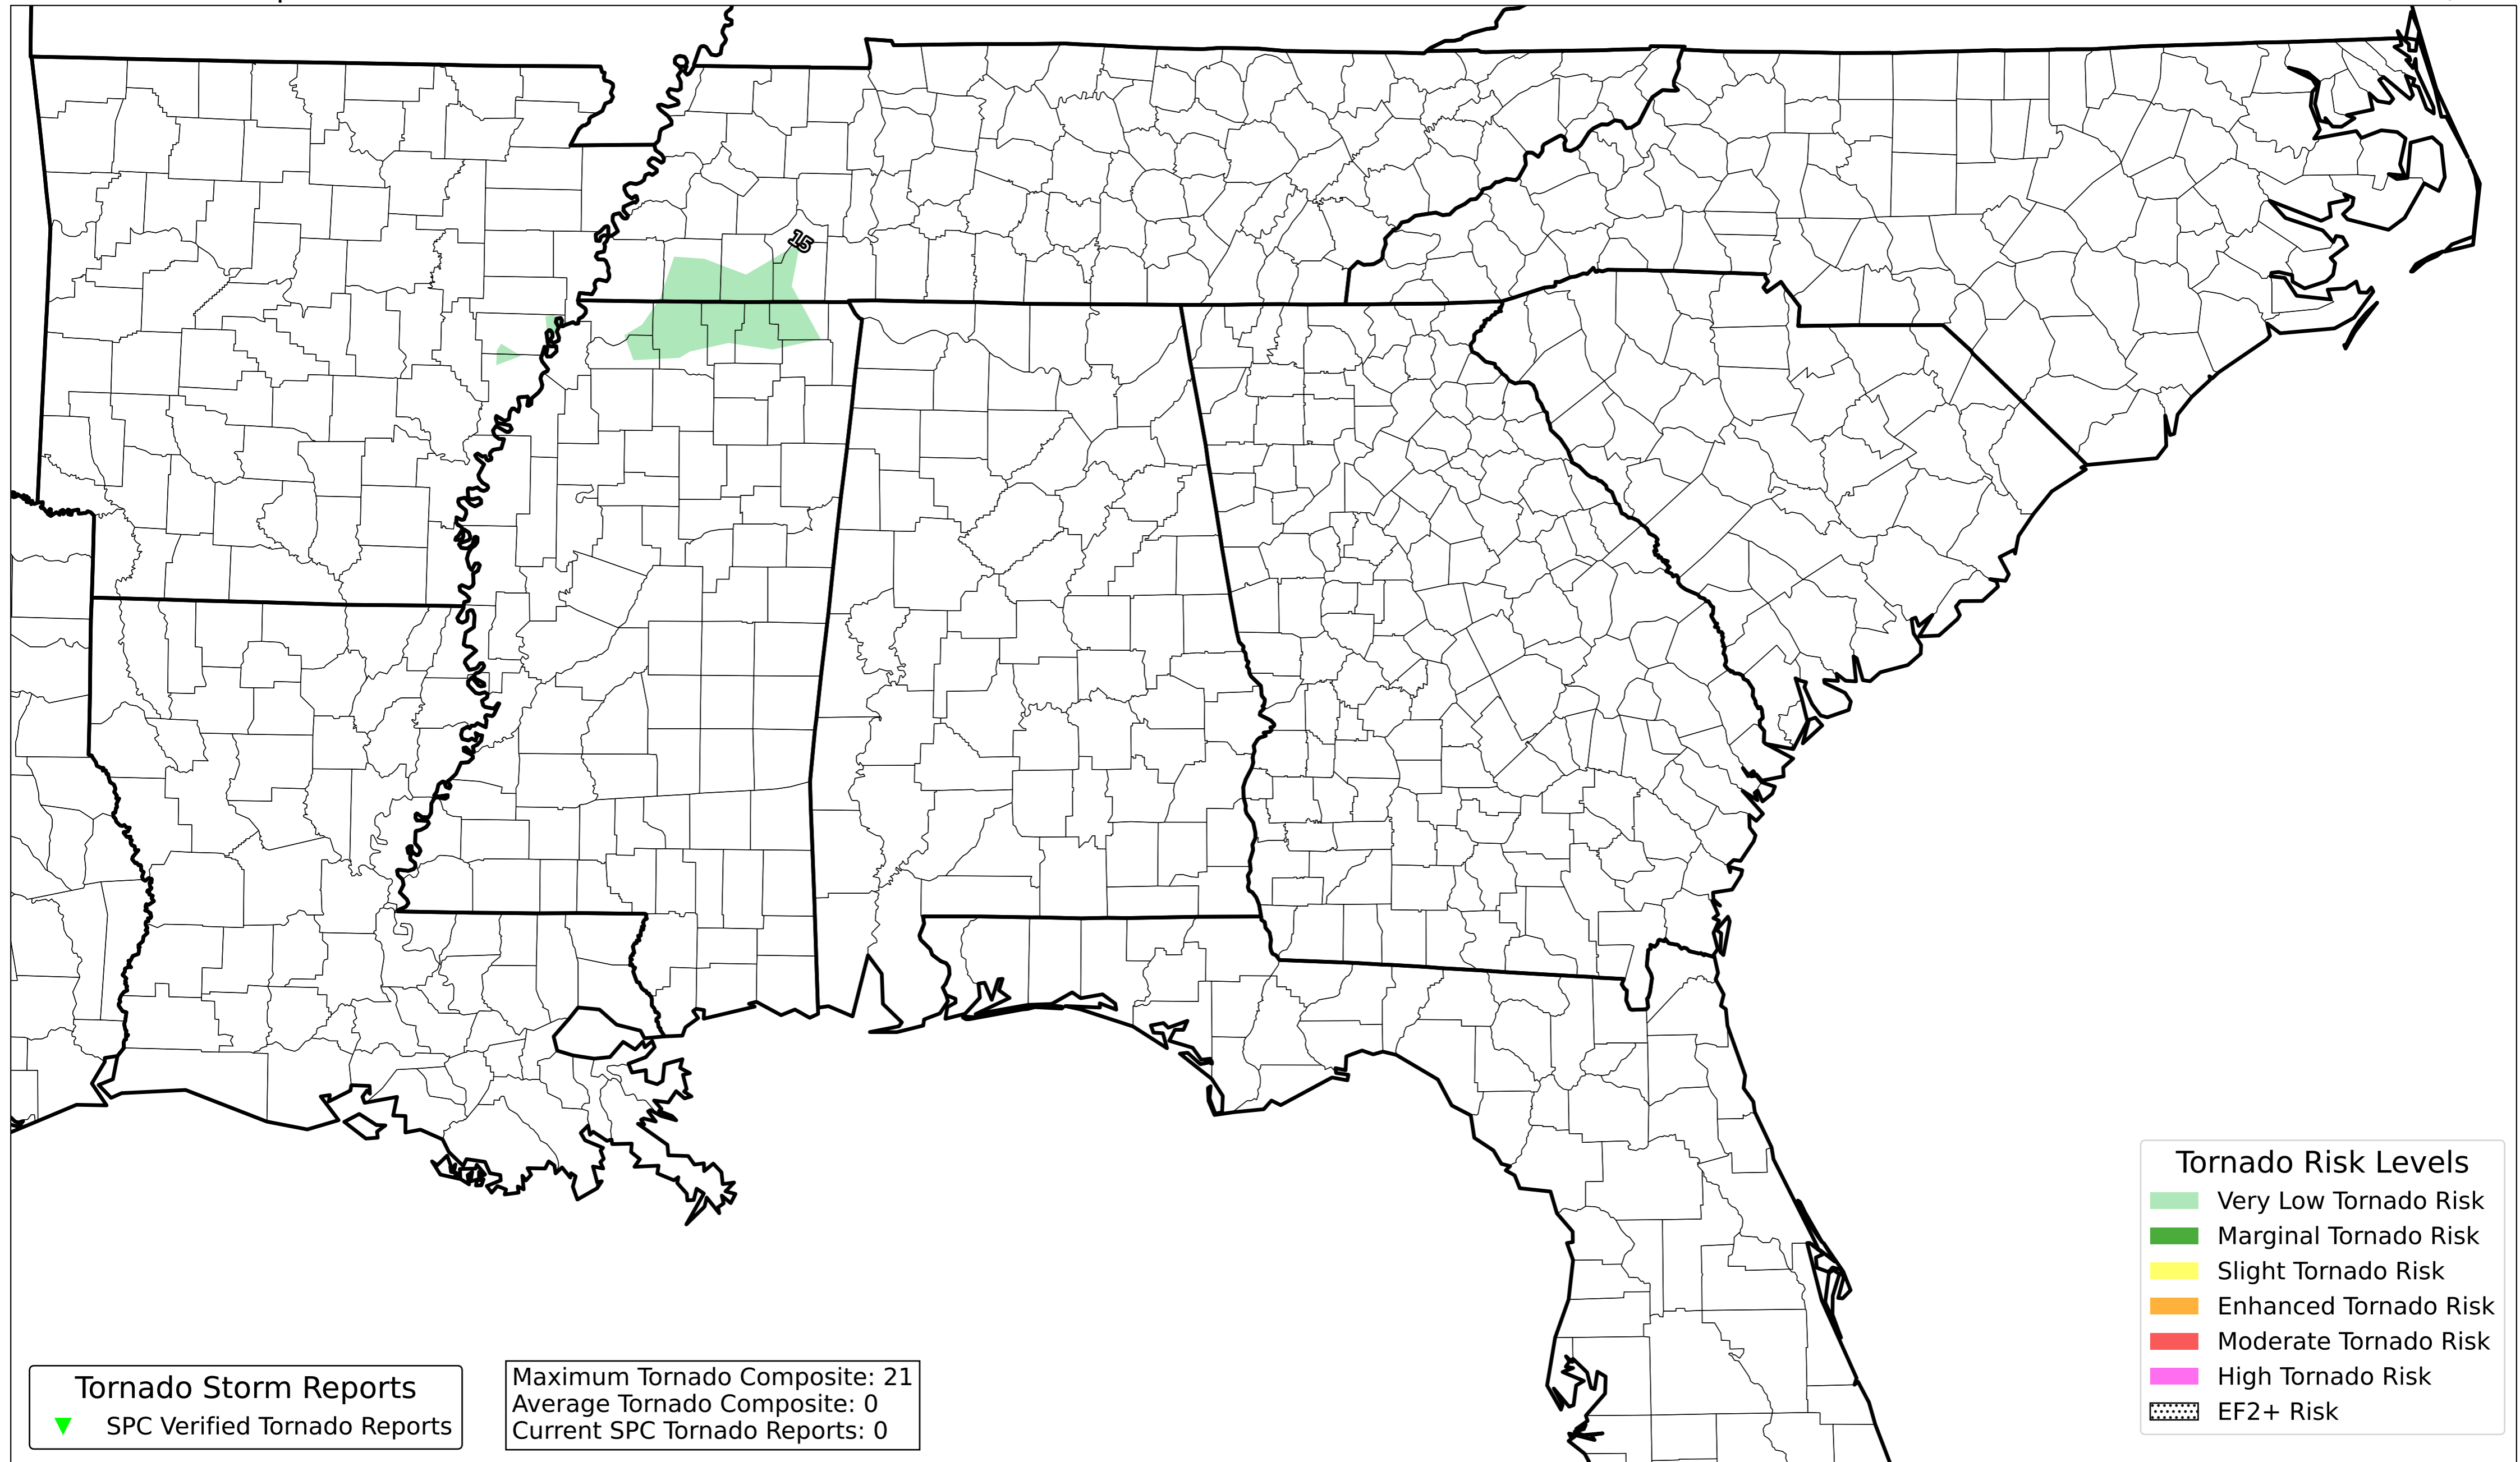 15
Tornado Risk Levels
Very Low Tornado Risk
Marginal Tornado Risk
Slight Tornado Risk
Enhanced Tornado Risk
Moderate Tornado Risk
High Tornado Risk
EF2+ Risk
Tornado Storm Reports
SPC Verified Tornado Reports
Maximum Tornado Composite: 21
Average Tornado Composite: 0
Current SPC Tornado Reports: 0